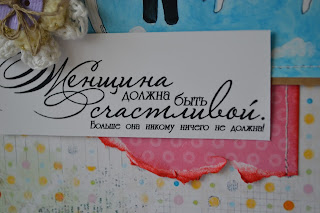 Женщина
должна быть
счастливой.
Больше она никому ничего не должна!